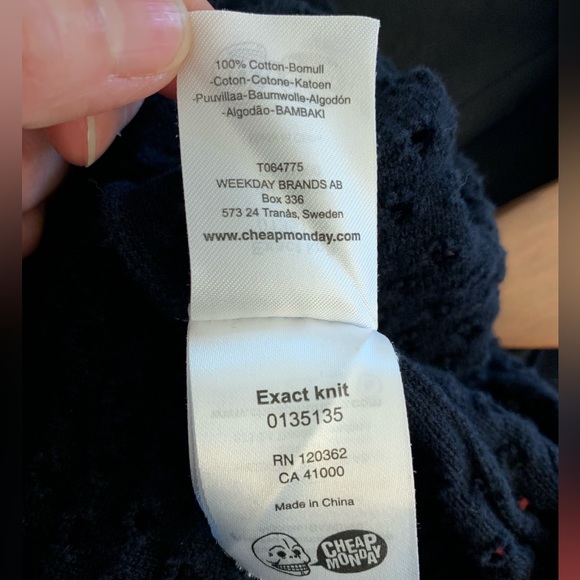 100% Cotton-Bomull
-Coton-Cotone-Katoen
-Puuvillaa-Baumwolle-Algodón
-Algodão-BAMBAKI
T064775
WEEKDAY BRANDS AB
Box 336
573 24 Tranås, Sweden
www.cheapmonday.com
Exact knit
0135135
RN 120362
CA 41000
Made in China
CHEAP
MONDAY